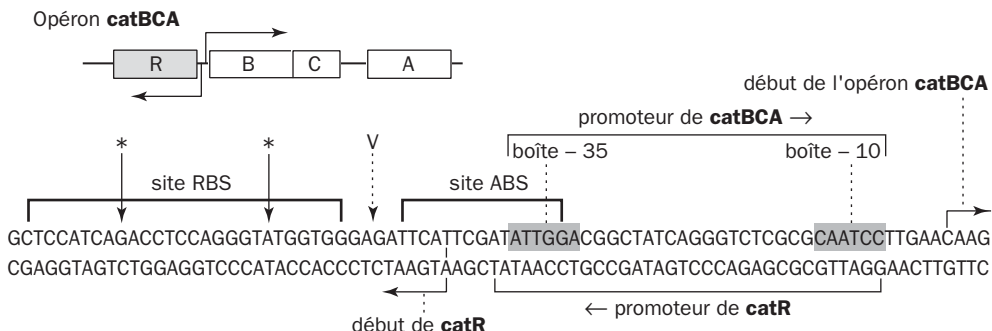 Opéron catBCA
R B C A
début de l'opéron catBCA
promoteur de catBCA →
* * V boîte – 35 boîte – 10
site RBS site ABS
GCTCCATCAGACCTCCAGGGTATGGTGGGAGATTCATTCGATATTGGACGGCTATCAGGGTCTCGCGCAATCCTTGAACAAG
CGAGGTAGTCTGGAGGTCCCATACCACCCTCTAAGTAAGCTATAACCTGCCGATAGTCCCAGAGCGCGTTAGGAACTTGTTC
← promoteur de catR
début de catR